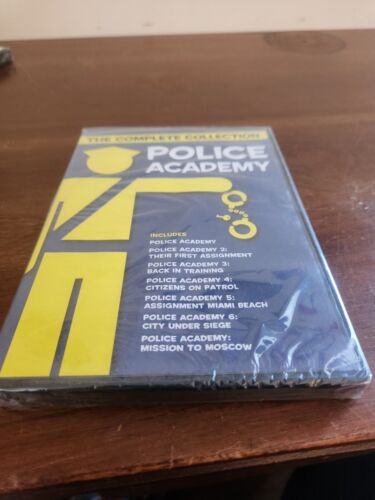 THE COMPLETE COLLECTION
POLICE
ACADEMY
INCLUDES
POLICE ACADEMY
POLICE ACADEMY 2:
THEIR FIRST ASSIGNMENT
POLICE ACADEMY 3:
BACK IN TRAINING
POLICE ACADEMY 4:
CITIZENS ON PATROL
POLICE ACADEMY 5:
ASSIGNMENT MIAMI BEACH
POLICE ACADEMY 6:
CITY UNDER SIEGE
POLICE ACADEMY:
MISSION TO MOSCOW